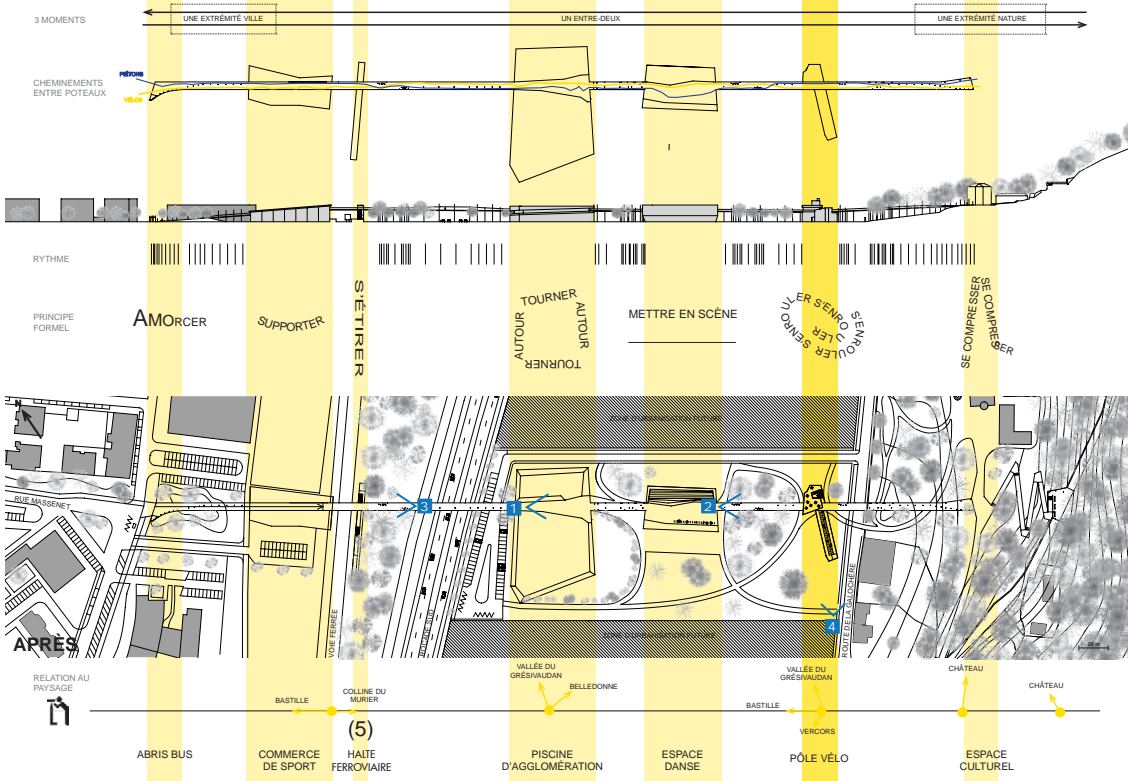 3 MOMENTS
UNE EXTRÉMITÉ VILLE
UN ENTRE-DEUX
UNE EXTRÉMITÉ NATURE
CHEMINEMENTS
ENTRE POTEAUX
PIÉTONS
VÉLOS
RYTHME
PRINCIPE
FORMEL
AMORCER
SUPPORTER
S'ÉTIRER
TOURNER
AUTOUR
TOURNER
AUTOUR
METTRE EN SCÈNE
S'ENROULER S'ENROULER S'ENROULER
SE COMPRESSER
SE COMPRESSER
N
RUE MASSENET
APRÈS
VOIE FERRÉE
ROCADE SUD
ZONE D'URBANISATION FUTURE
ZONE D'URBANISATION FUTURE
ROUTE DE LA GALOCHÈRE
3
1
2
4
20 m
RELATION AU
PAYSAGE
BASTILLE
COLLINE DU
MURIER
VALLÉE DU
GRÉSIVAUDAN
BELLEDONNE
BASTILLE
VALLÉE DU
GRÉSIVAUDAN
VERCORS
CHÂTEAU
CHÂTEAU
(5)
ABRIS BUS
COMMERCE
DE SPORT
HALTE
FERROVIAIRE
PISCINE
D'AGGLOMÉRATION
ESPACE
DANSE
PÔLE VÉLO
ESPACE
CULTUREL